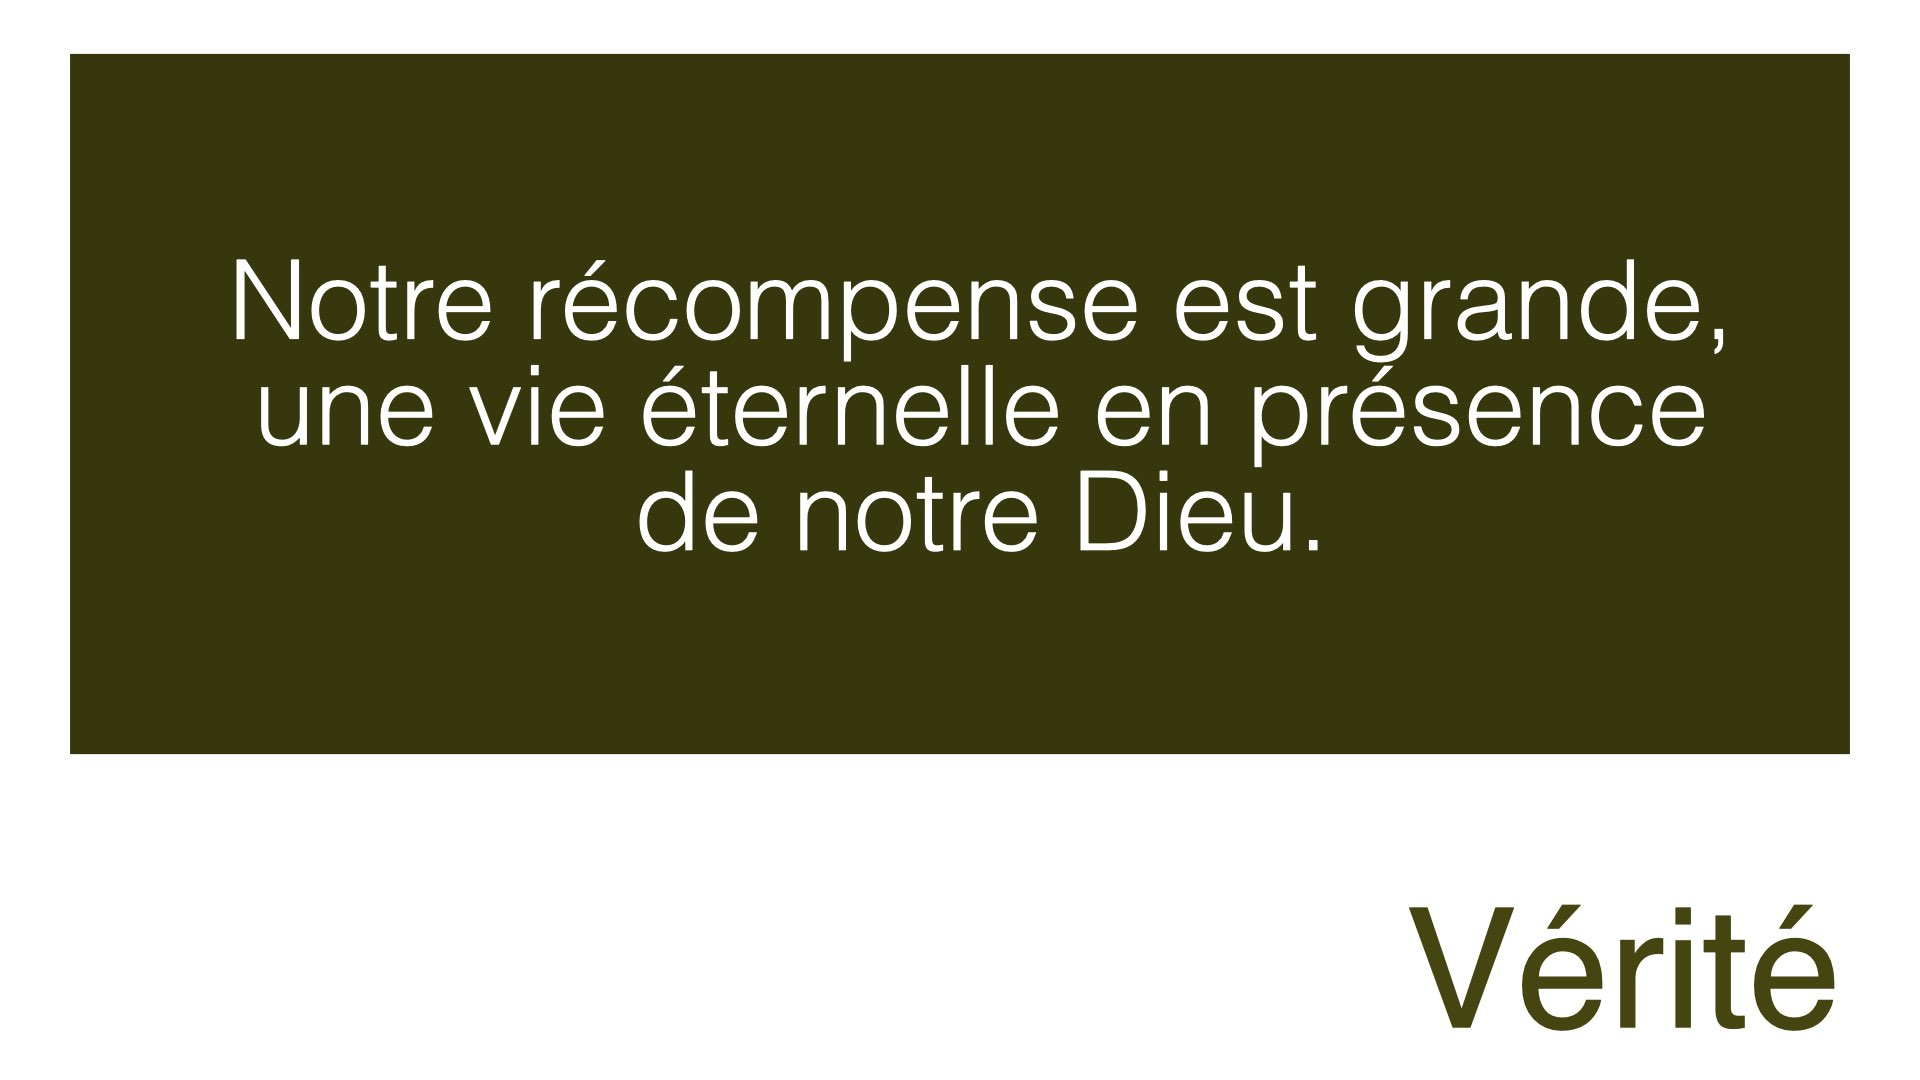 Notre récompense est grande,
une vie éternelle en présence
de notre Dieu.
Vérité